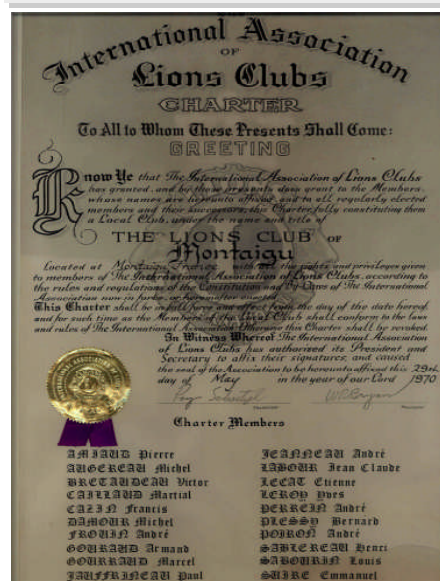 International Association
OF
Lions Clubs
CHARTER
To All to Whom These Presents Shall Come:
GREETING
Know Ye that The International Association of Lions Clubs
has granted, and by these presents does grant to the Members,
whose names are hereunto affixed, and to all regularly elected
members and their successors, this Charter fully constituting them
a Local Club, under the name and title of
THE LIONS CLUB OF
Montaigu
Located at Montaigu, France with all the rights and privileges given
to members of The International Association of Lions Clubs, according to
the rules and regulations of the Constitution and By-Laws of The International
Association now in force, or hereafter enacted.
This Charter shall be in full force and effect from the day of the date hereof,
and for such time as the Members of the Local Club shall conform to the laws
and rules of The International Association. Otherwise this Charter shall be revoked.
In Witness Whereof The International Association
of Lions Clubs has authorized its President and
Secretary to affix their signatures, and caused
the seal of the Association to be hereunto affixed this 29th
day of May in the year of our Lord 1970
Charter Members
AMIAUD Pierre
AUGEREAU Michel
BRETAUDEAU Victor
CAILLAUD Martial
CAZIN Francis
DAMOUR Michel
FROUIN André
GOURAUD Armand
GOURRAUD Marcel
JAUFFRINEAU Paul
JEANNEAU André
LABOUR Jean Claude
LECAT Etienne
LEROY Yves
PERREIN André
PLESSY Bernard
POIRON André
SABLEREAU Henri
SABOURIN Louis
SUIRE Emmanuel